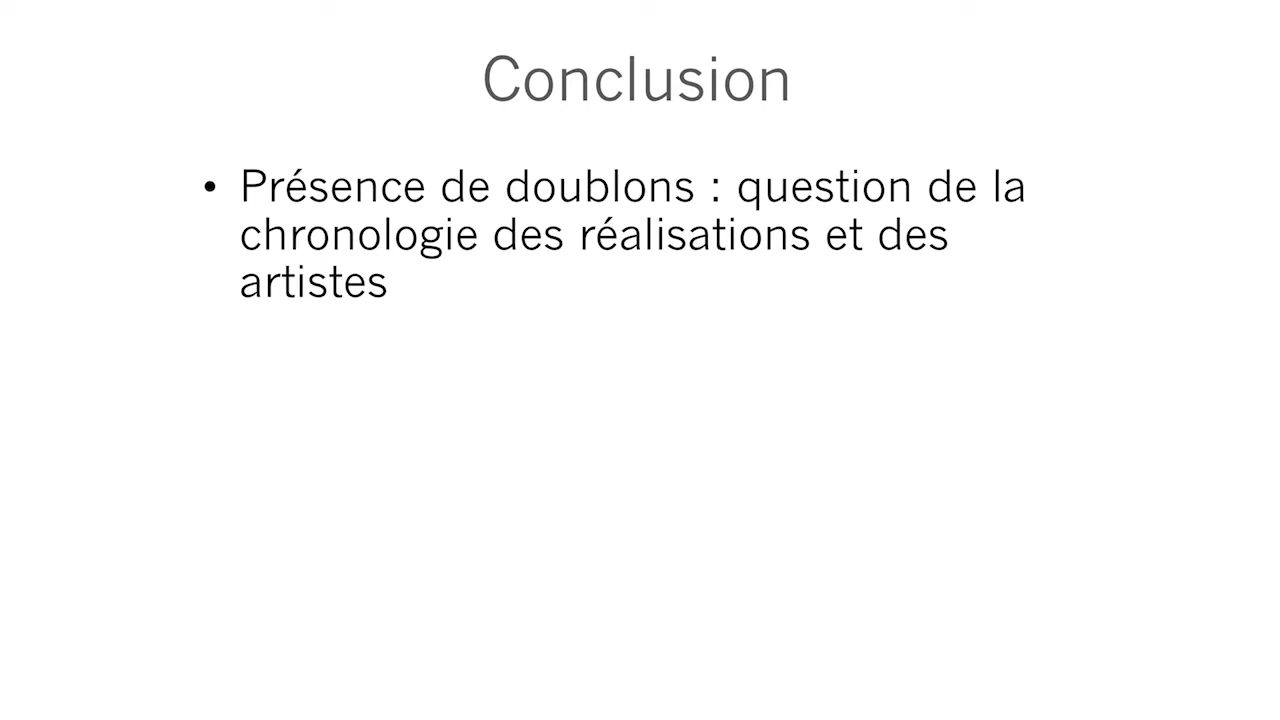 Conclusion
• Présence de doublons : question de la
chronologie des réalisations et des
artistes